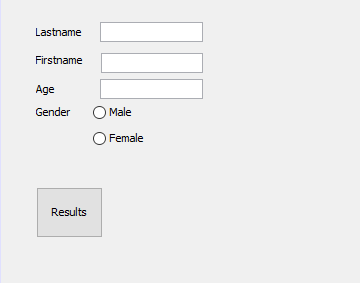 Lastname
Firstname
Age
Gender Male
Female
Results